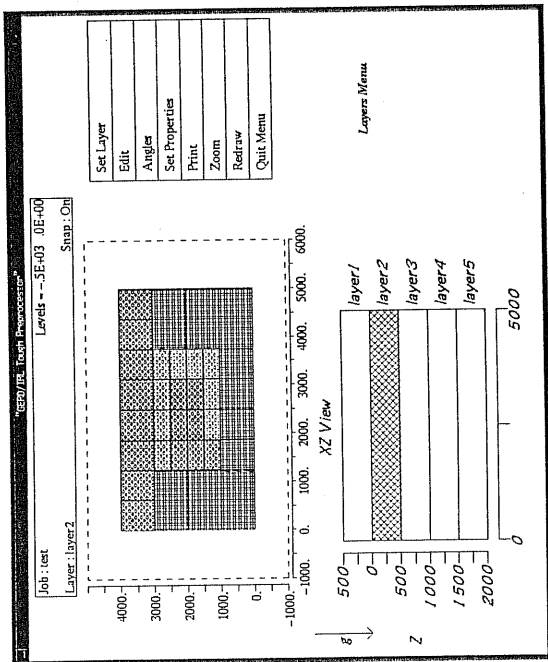 "GEPD/IRL Tough Preprocessor"
Job : test
Levels = -.5E+03 .0E+00
Layer : layer2
Snap : On
Set Layer
Edit
Angles
Set Properties
Print
Zoom
Redraw
Quit Menu
4000.
3000.
2000.
1000.
0.
-1000.
-1000. 0. 1000. 2000. 3000. 4000. 5000. 6000.
XZ View
Layers Menu
500
0
500
1000
1500
2000
g
Z
layer1
layer2
layer3
layer4
layer5
0 5000